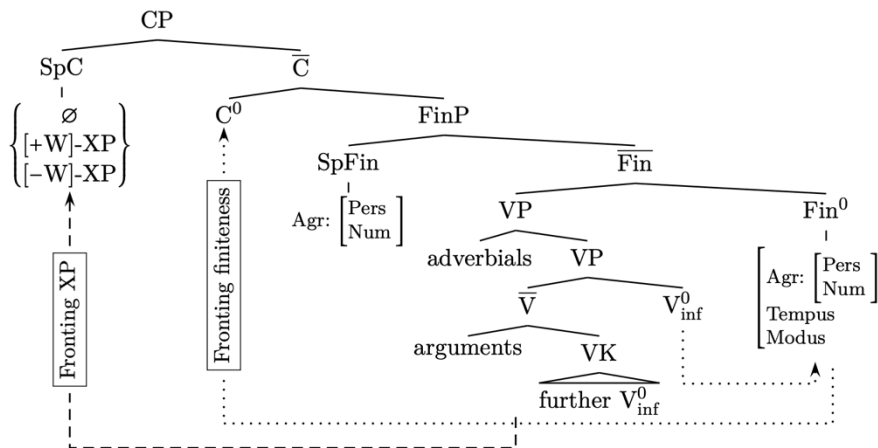 CP
SpC
C̅
∅
[+W]-XP
[−W]-XP
C⁰
FinP
SpFin
F̅i̅n̅
Agr: [Pers
Num]
VP
Fin⁰
adverbials
VP
Agr: [Pers
Num]
Tempus
Modus
V̅
V⁰inf
arguments
VK
further V⁰inf
Fronting XP
Fronting finiteness